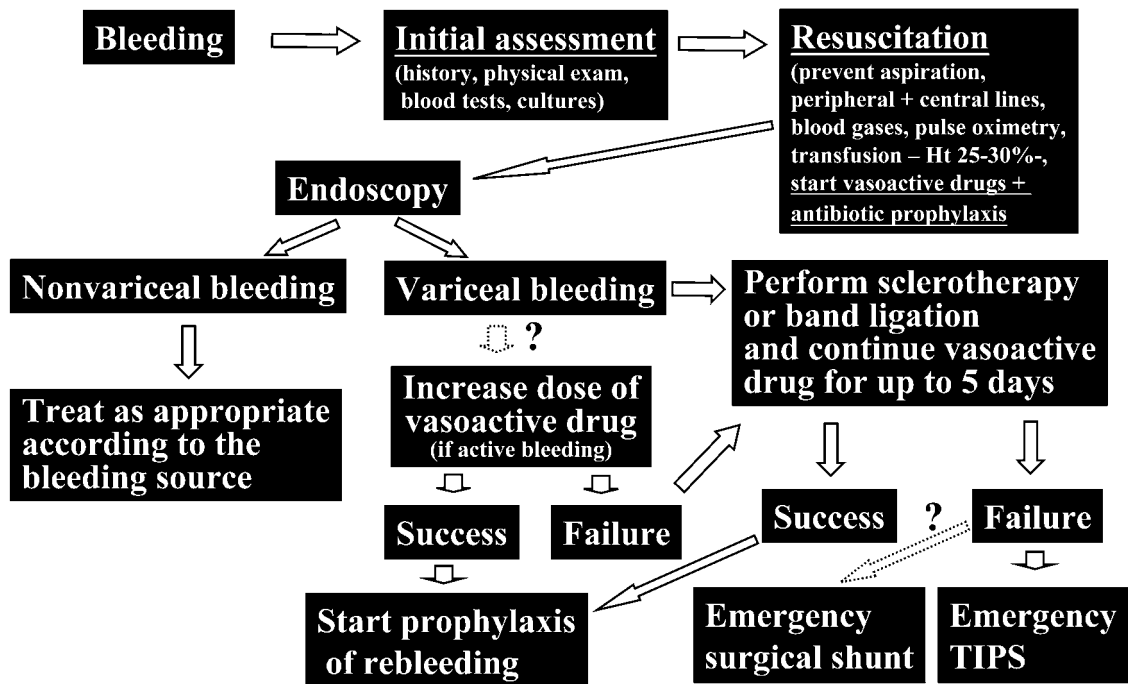 Bleeding
Initial assessment
(history, physical exam,
blood tests, cultures)
Resuscitation
(prevent aspiration,
peripheral + central lines,
blood gases, pulse oximetry,
transfusion – Ht 25-30%-,
start vasoactive drugs +
antibiotic prophylaxis
Endoscopy
Nonvariceal bleeding
Variceal bleeding
Perform sclerotherapy
or band ligation
and continue vasoactive
drug for up to 5 days
?
Treat as appropriate
according to the
bleeding source
Increase dose of
vasoactive drug
(if active bleeding)
Success
Failure
Success
?
Failure
Start prophylaxis
of rebleeding
Emergency
surgical shunt
Emergency
TIPS